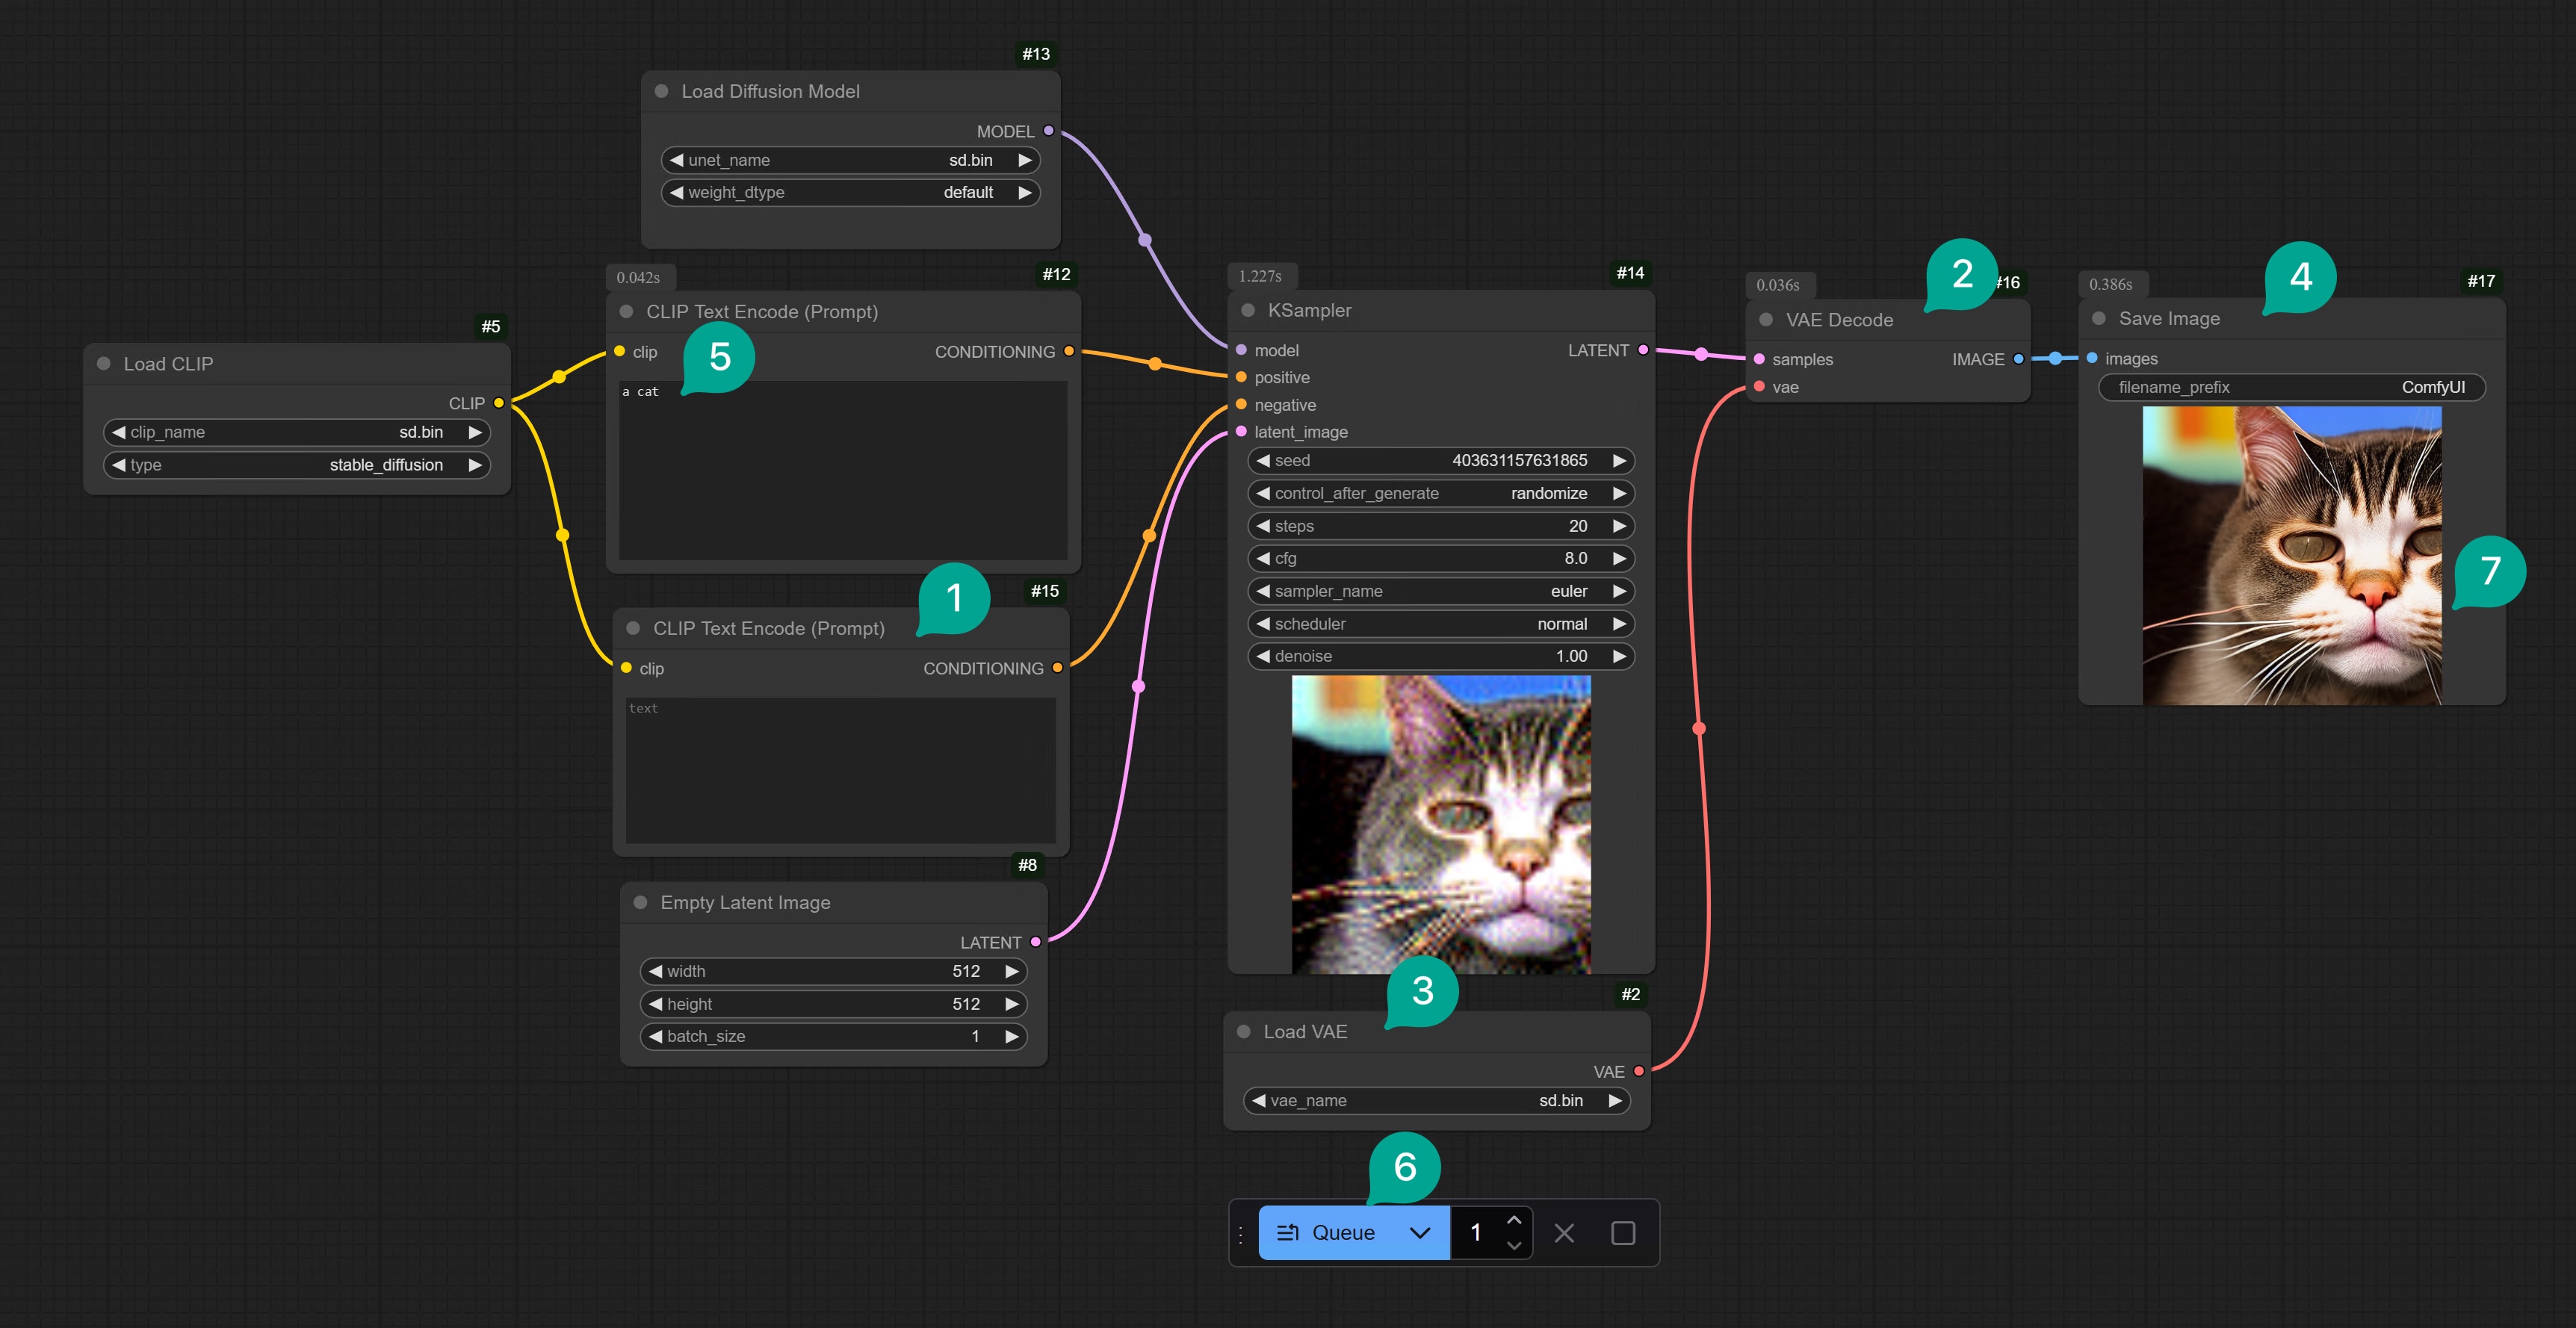 #13
Load Diffusion Model
MODEL
unet_name sd.bin
weight_dtype default
#5
Load CLIP
CLIP
clip_name sd.bin
type stable_diffusion
0.042s
#12
CLIP Text Encode (Prompt)
5
clip CONDITIONING
a cat
1
#15
CLIP Text Encode (Prompt)
clip CONDITIONING
text
#8
Empty Latent Image
LATENT
width 512
height 512
batch_size 1
1.227s
#14
KSampler
model LATENT
positive
negative
latent_image
seed 403631157631865
control_after_generate randomize
steps 20
cfg 8.0
sampler_name euler
scheduler normal
denoise 1.00
3
#2
Load VAE
VAE
vae_name sd.bin
6
Queue 1
0.036s
2
#16
VAE Decode
samples IMAGE
vae
0.386s
4
#17
Save Image
images
filename_prefix ComfyUI
7